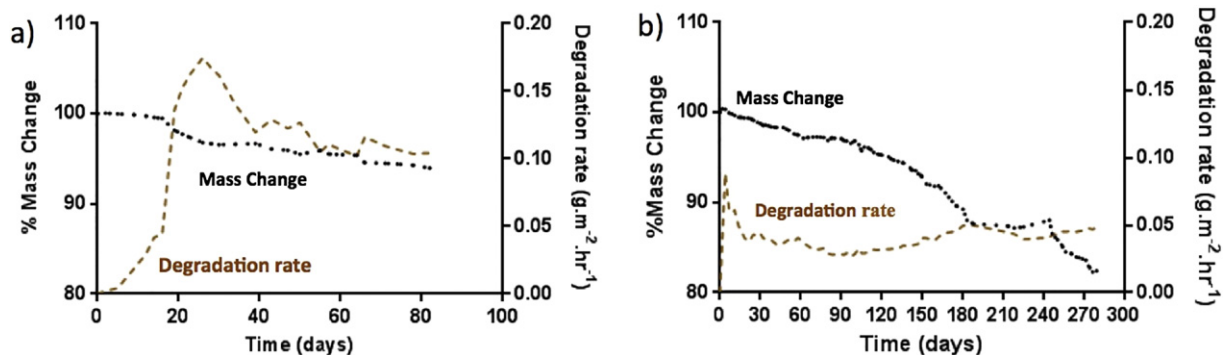 a)
110
100
90
80
% Mass Change
0
20
40
60
80
100
Time (days)
0.20
0.15
0.10
0.05
0.00
Degradation rate (g.m⁻².hr⁻¹)
Mass Change
Degradation rate
b)
110
100
90
80
%Mass Change
0
30
60
90
120
150
180
210
240
270
300
Time (days)
0.20
0.15
0.10
0.05
0.00
Degradation rate (g.m⁻².hr⁻¹)
Mass Change
Degradation rate